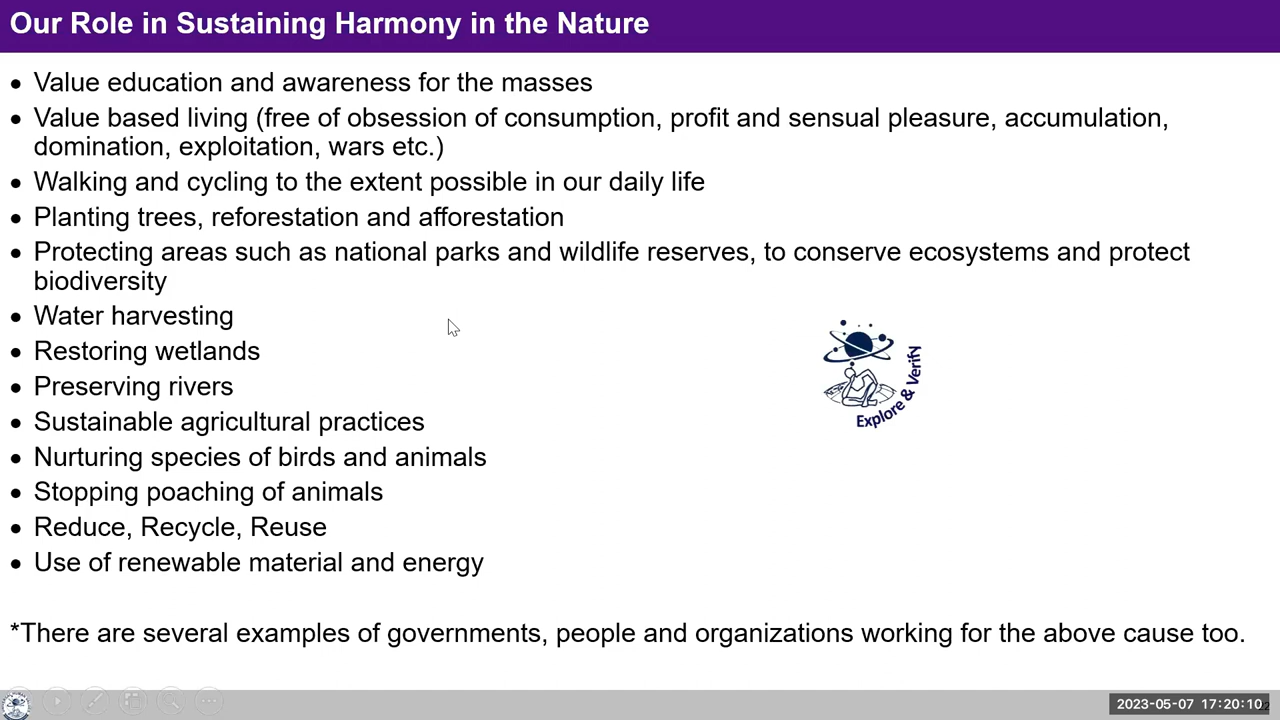 Our Role in Sustaining Harmony in the Nature
• Value education and awareness for the masses
• Value based living (free of obsession of consumption, profit and sensual pleasure, accumulation,
domination, exploitation, wars etc.)
• Walking and cycling to the extent possible in our daily life
• Planting trees, reforestation and afforestation
• Protecting areas such as national parks and wildlife reserves, to conserve ecosystems and protect
biodiversity
• Water harvesting
• Restoring wetlands
• Preserving rivers
• Sustainable agricultural practices
• Nurturing species of birds and animals
• Stopping poaching of animals
• Reduce, Recycle, Reuse
• Use of renewable material and energy
Explore & Verify
*There are several examples of governments, people and organizations working for the above cause too.
2023-05-07 17:20:10